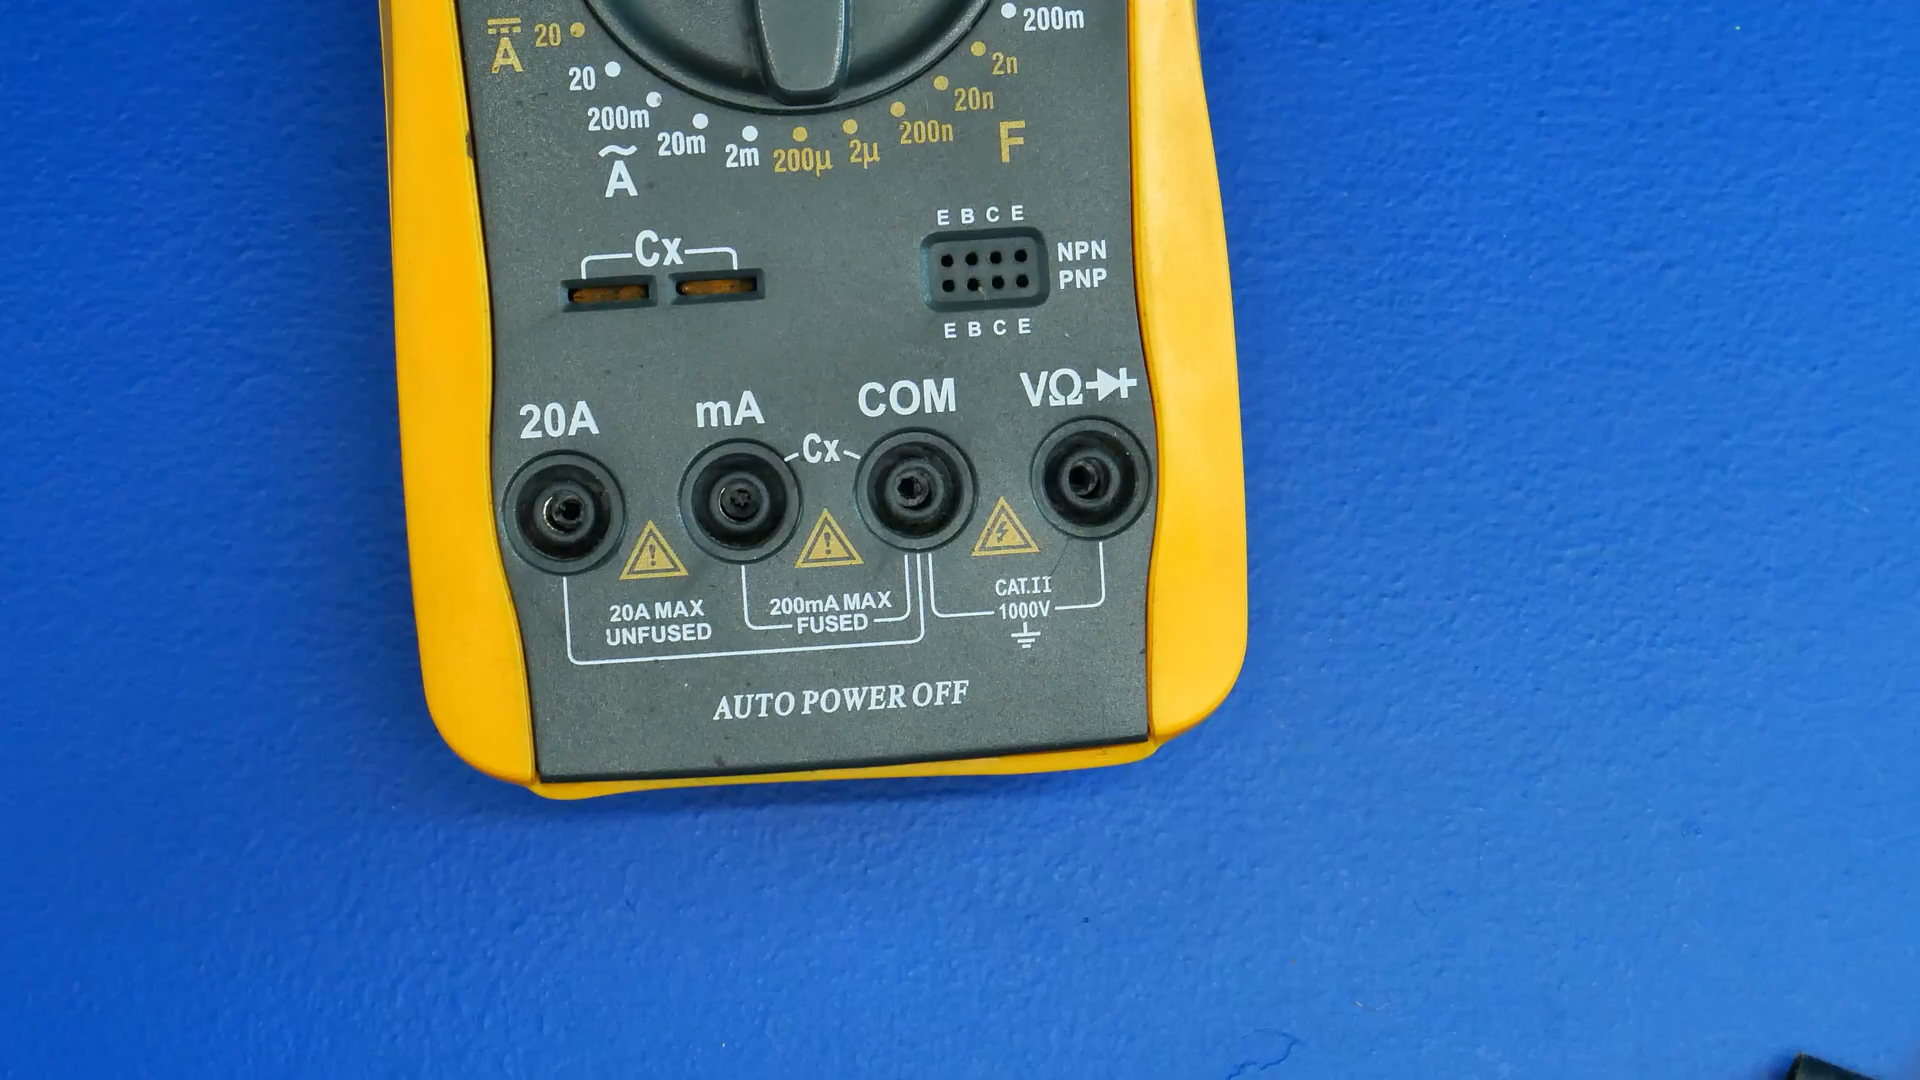 200m
A 20
2n
20
20n
200m
200n
20m
2m
200µ
2µ
F
A
Cx
E B C E
NPN
PNP
E B C E
20A
mA
COM
VΩ
Cx
20A MAX
UNFUSED
200mA MAX
FUSED
CAT.II
1000V
AUTO POWER OFF